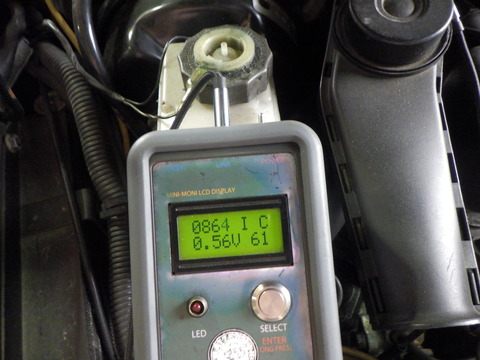 MINI-MONI LCD DISPLAY
0864 I C
0.56V 61
LED
SELECT
ENTER